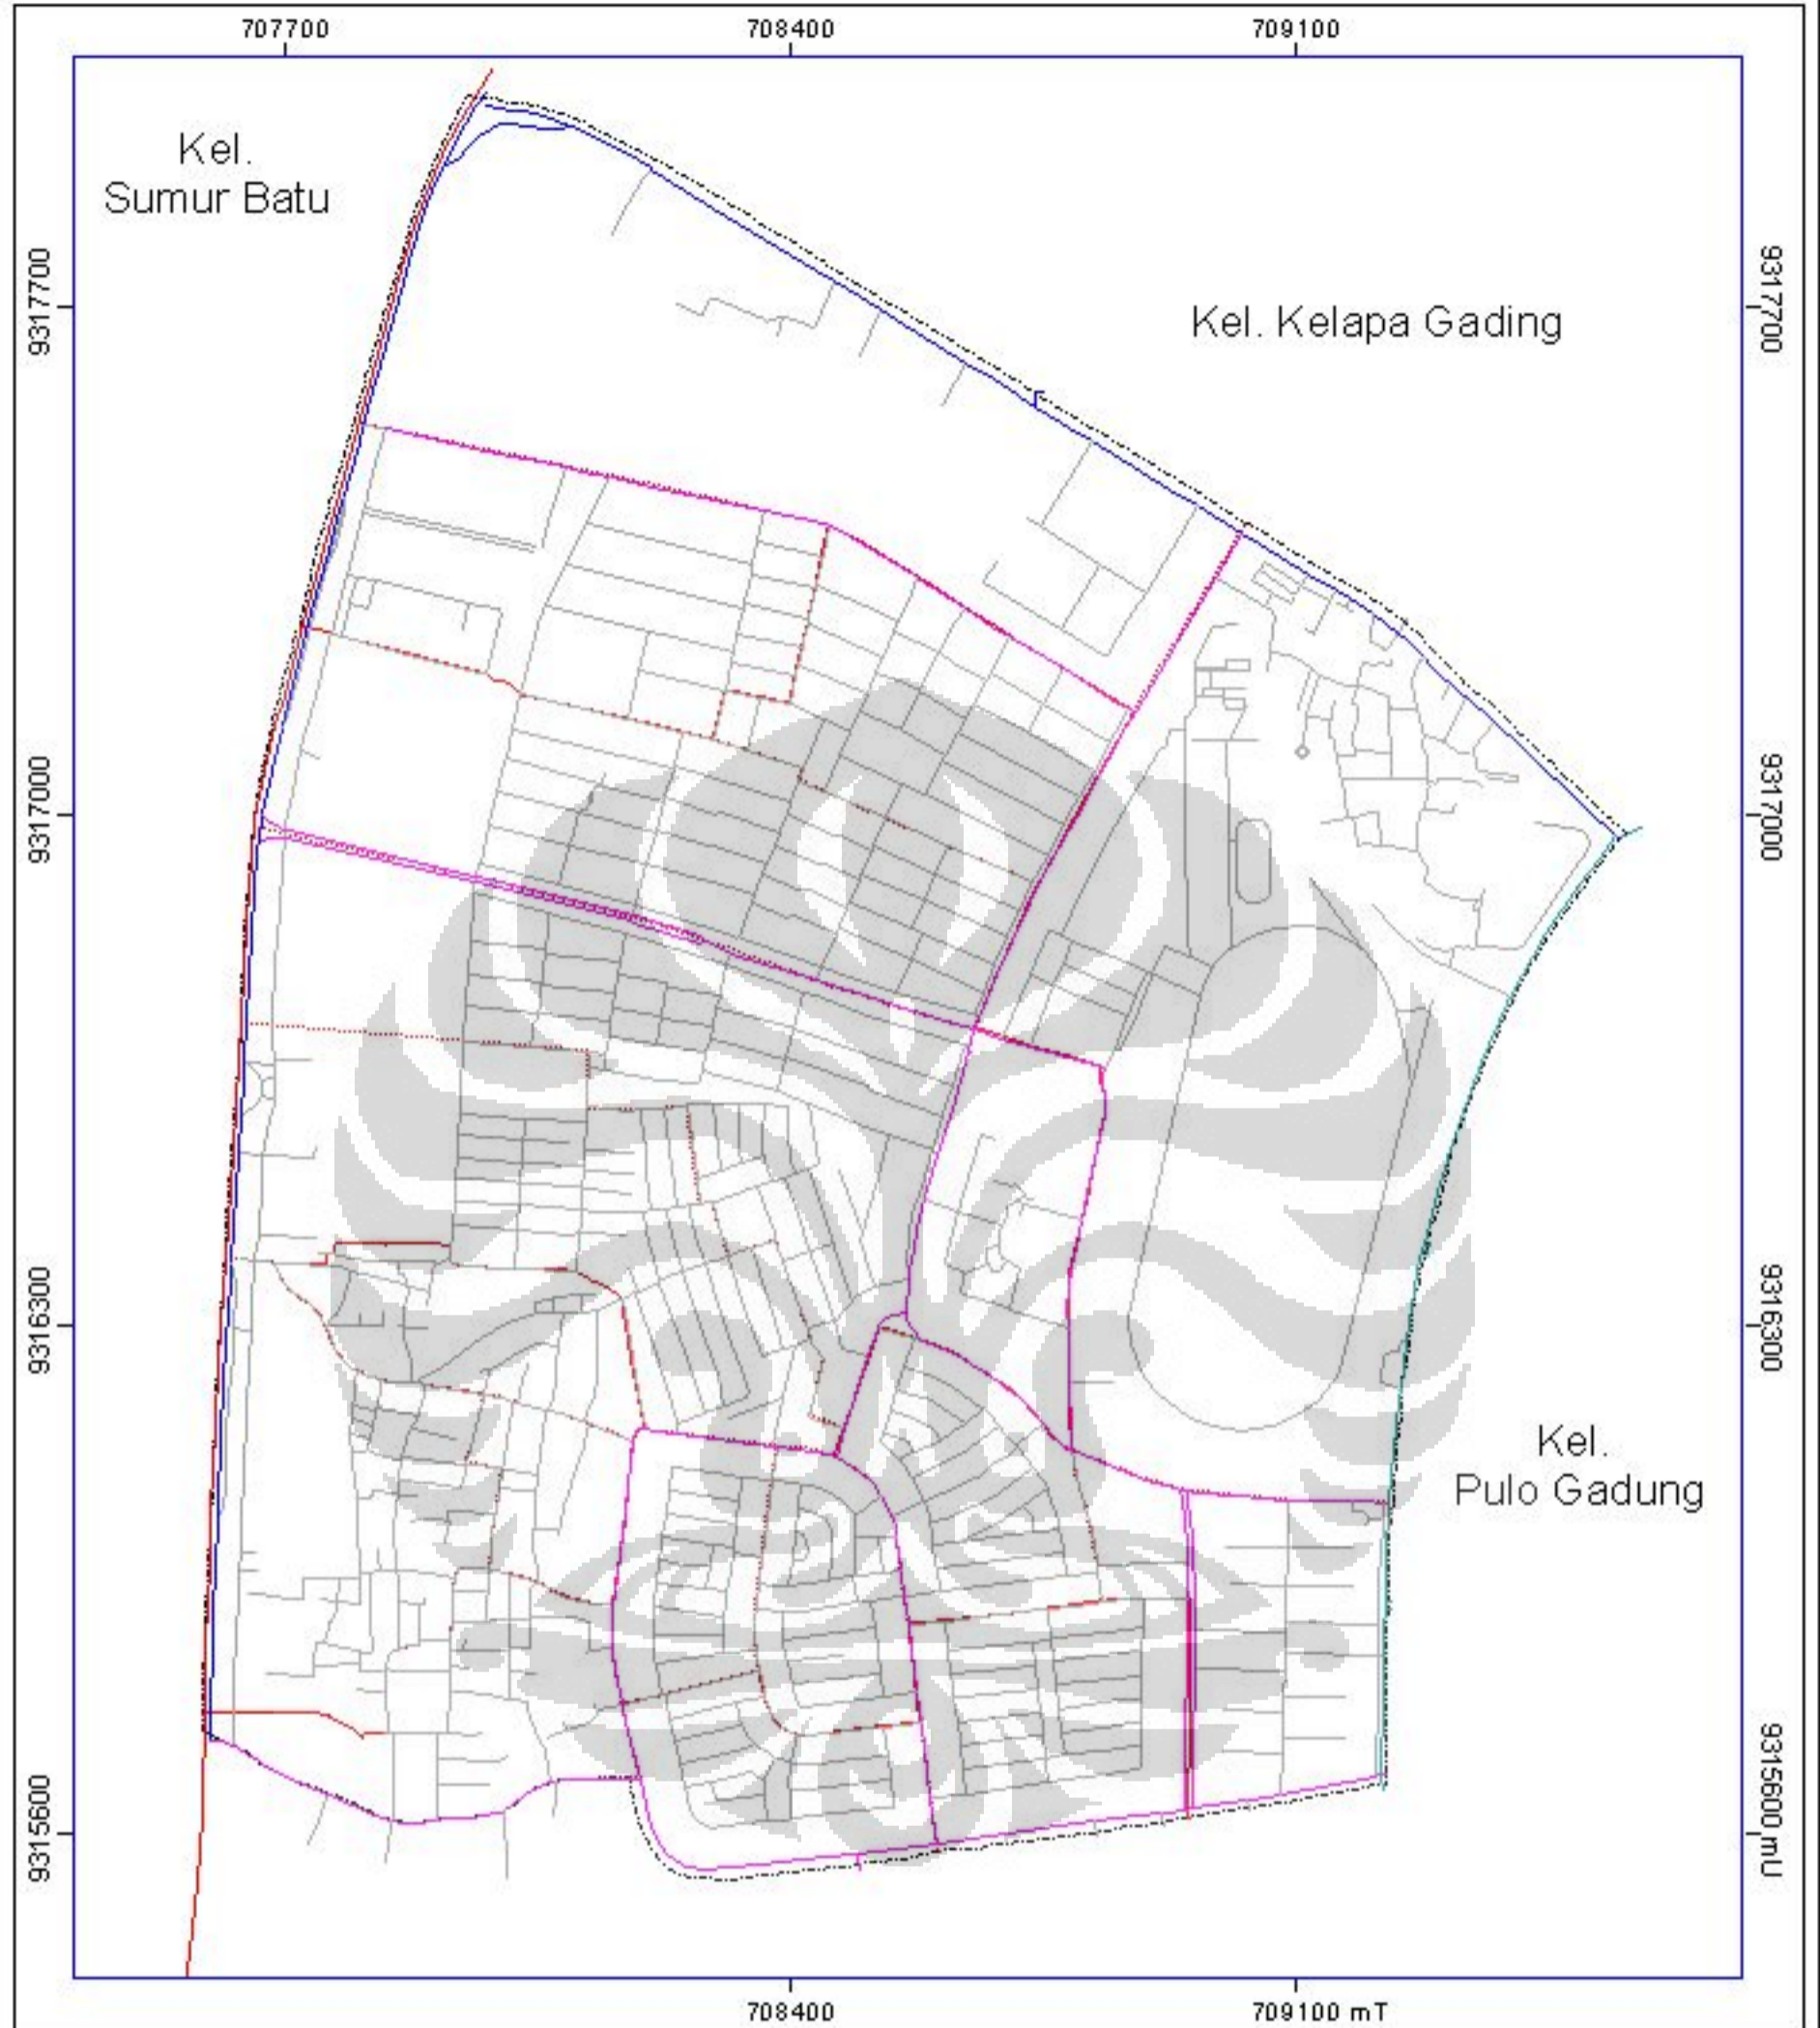 707700
708400
709100
Kel.
Sumur Batu
9317700
9317700
Kel. Kelapa Gading
9317000
9317000
9316300
9316300
Kel.
Pulo Gadung
9315600
9315600 mU
708400
709100 mT